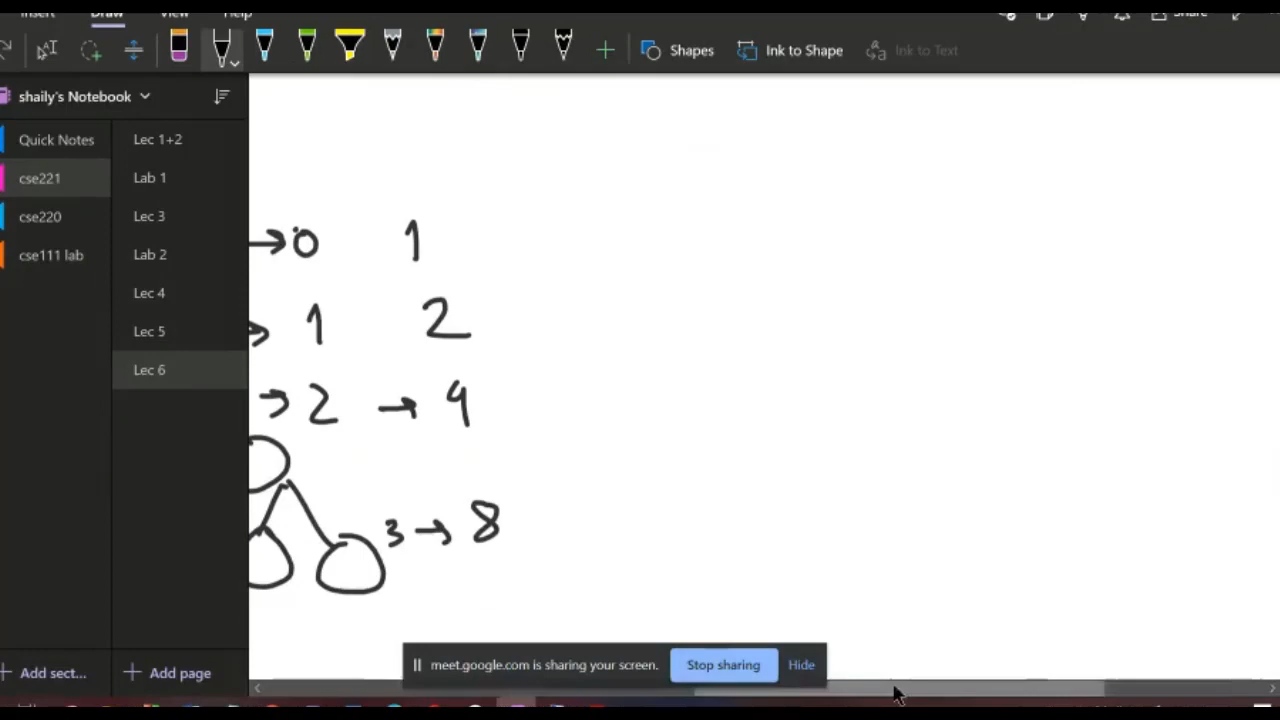 Insert Draw View Help
Share
Shapes Ink to Shape Ink to Text
shaily's Notebook
Quick Notes
cse221
cse220
cse111 lab
Lec 1+2
Lab 1
Lec 3
Lab 2
Lec 4
Lec 5
Lec 6
→ 0 1
→ 1 2
→ 2 → 4
3 → 8
meet.google.com is sharing your screen. Stop sharing Hide
+ Add sect... + Add page